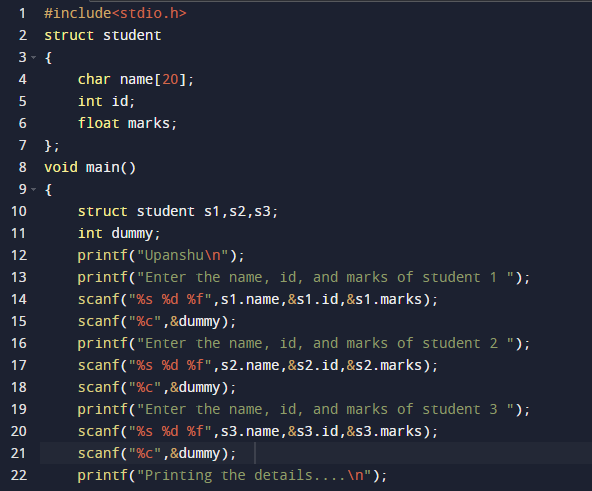 1 #include<stdio.h>
2 struct student
3 {
4 char name[20];
5 int id;
6 float marks;
7 };
8 void main()
9 {
10 struct student s1,s2,s3;
11 int dummy;
12 printf("Upanshu\n");
13 printf("Enter the name, id, and marks of student 1 ");
14 scanf("%s %d %f",s1.name,&s1.id,&s1.marks);
15 scanf("%c",&dummy);
16 printf("Enter the name, id, and marks of student 2 ");
17 scanf("%s %d %f",s2.name,&s2.id,&s2.marks);
18 scanf("%c",&dummy);
19 printf("Enter the name, id, and marks of student 3 ");
20 scanf("%s %d %f",s3.name,&s3.id,&s3.marks);
21 scanf("%c",&dummy);
22 printf("Printing the details....\n");